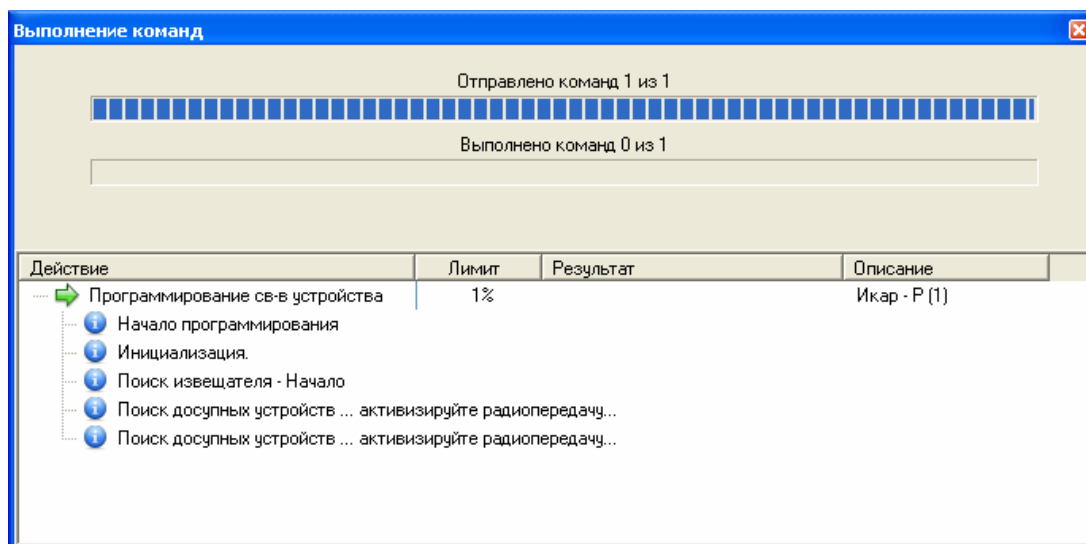 Выполнение команд
Отправлено команд 1 из 1
Выполнено команд 0 из 1
Действие Лимит Результат Описание
Программирование св-в устройства 1% Икар - Р (1)
Начало программирования
Инициализация.
Поиск извещателя - Начало
Поиск досупных устройств ... активизируйте радиопередачу...
Поиск досупных устройств ... активизируйте радиопередачу...